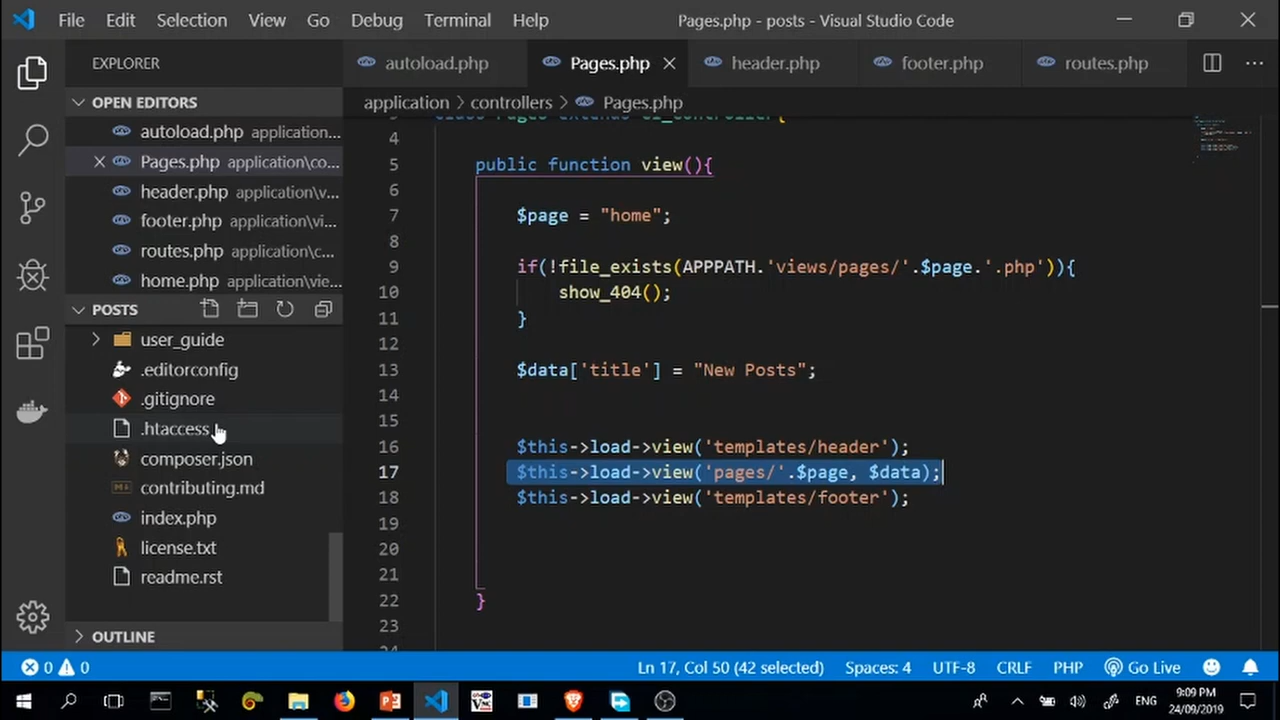 File Edit Selection View Go Debug Terminal Help Pages.php - posts - Visual Studio Code
EXPLORER
autoload.php Pages.php header.php footer.php routes.php
OPEN EDITORS
application > controllers > Pages.php
autoload.php application...
Pages.php application\co...
header.php application\v...
footer.php application\vi...
routes.php application\c...
home.php application\vie...
POSTS
user_guide
.editorconfig
.gitignore
.htaccess
composer.json
contributing.md
index.php
license.txt
readme.rst
OUTLINE
4
5 public function view(){
6
7 $page = "home";
8
9 if(!file_exists(APPPATH.'views/pages/'.$page.'.php')){
10 show_404();
11 }
12
13 $data['title'] = "New Posts";
14
15
16 $this->load->view('templates/header');
17 $this->load->view('pages/'.$page, $data);
18 $this->load->view('templates/footer');
19
20
21
22 }
23
0 0 Ln 17, Col 50 (42 selected) Spaces: 4 UTF-8 CRLF PHP Go Live
ENG 9:09 PM
24/09/2019